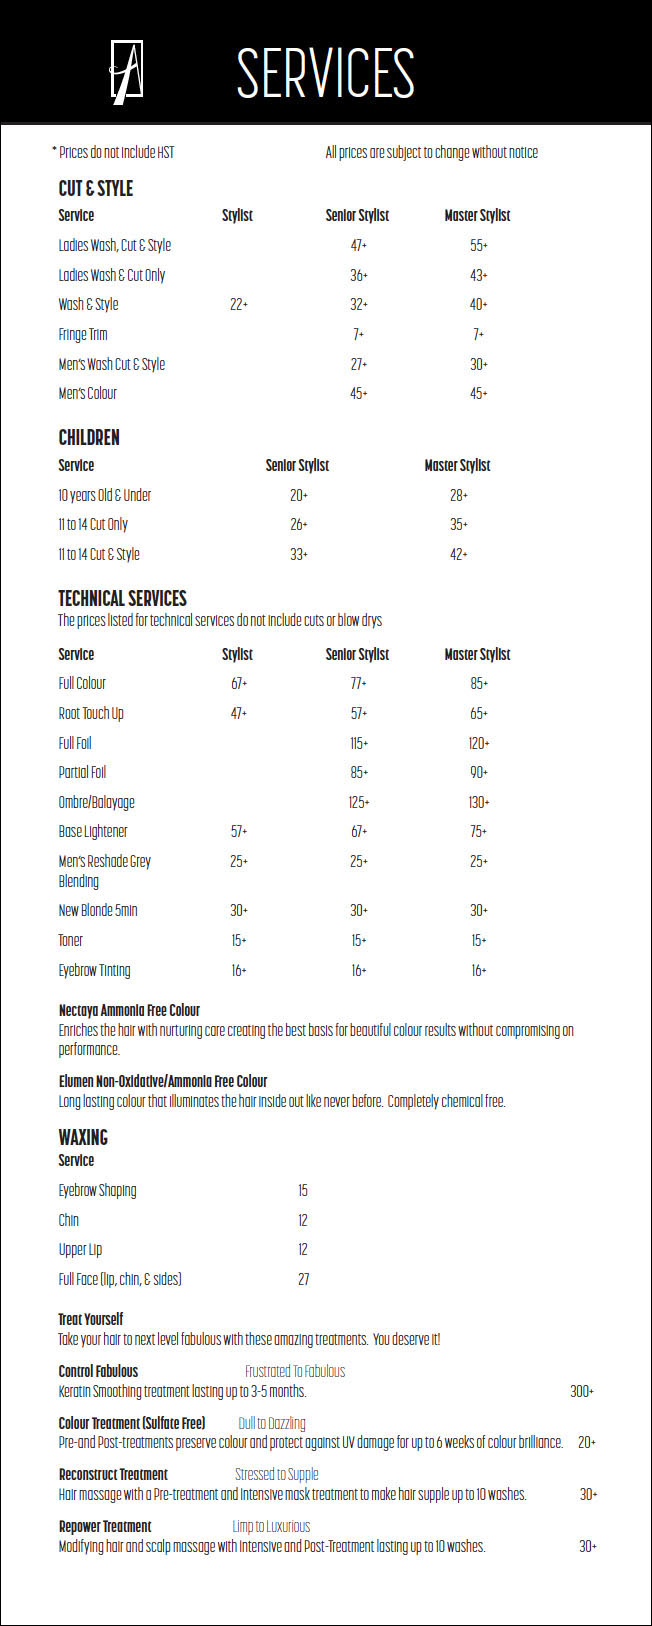 SERVICES
* Prices do not include HST All prices are subject to change without notice
CUT & STYLE
Service Stylist Senior Stylist Master Stylist
Ladies Wash, Cut & Style 47+ 55+
Ladies Wash & Cut Only 36+ 43+
Wash & Style 22+ 32+ 40+
Fringe Trim 7+ 7+
Men's Wash Cut & Style 27+ 30+
Men's Colour 45+ 45+
CHILDREN
Service Senior Stylist Master Stylist
10 years Old & Under 20+ 28+
11 to 14 Cut Only 26+ 35+
11 to 14 Cut & Style 33+ 42+
TECHNICAL SERVICES
The prices listed for technical services do not include cuts or blow drys
Service Stylist Senior Stylist Master Stylist
Full Colour 67+ 77+ 85+
Root Touch Up 47+ 57+ 65+
Full Foil 115+ 120+
Partial Foil 85+ 90+
Ombre/Balayage 125+ 130+
Base Lightener 57+ 67+ 75+
Men's Reshade Grey 25+ 25+ 25+
Blending
New Blonde 5min 30+ 30+ 30+
Toner 15+ 15+ 15+
Eyebrow Tinting 16+ 16+ 16+
Nectaya Ammonia Free Colour
Enriches the hair with nurturing care creating the best basis for beautiful colour results without compromising on
performance.
Elumen Non-Oxidative/Ammonia Free Colour
Long lasting colour that illuminates the hair inside out like never before. Completely chemical free.
WAXING
Service
Eyebrow Shaping 15
Chin 12
Upper Lip 12
Full Face (lip, chin, & sides) 27
Treat Yourself
Take your hair to next level fabulous with these amazing treatments. You deserve it!
Control Fabulous Frustrated To Fabulous
Keratin Smoothing treatment lasting up to 3-5 months. 300+
Colour Treatment (Sulfate Free) Dull to Dazzling
Pre-and Post-treatments preserve colour and protect against UV damage for up to 6 weeks of colour brilliance. 20+
Reconstruct Treatment Stressed to Supple
Hair massage with a Pre-treatment and Intensive mask treatment to make hair supple up to 10 washes. 30+
Repower Treatment Limp to Luxurious
Modifying hair and scalp massage with Intensive and Post-Treatment lasting up to 10 washes. 30+